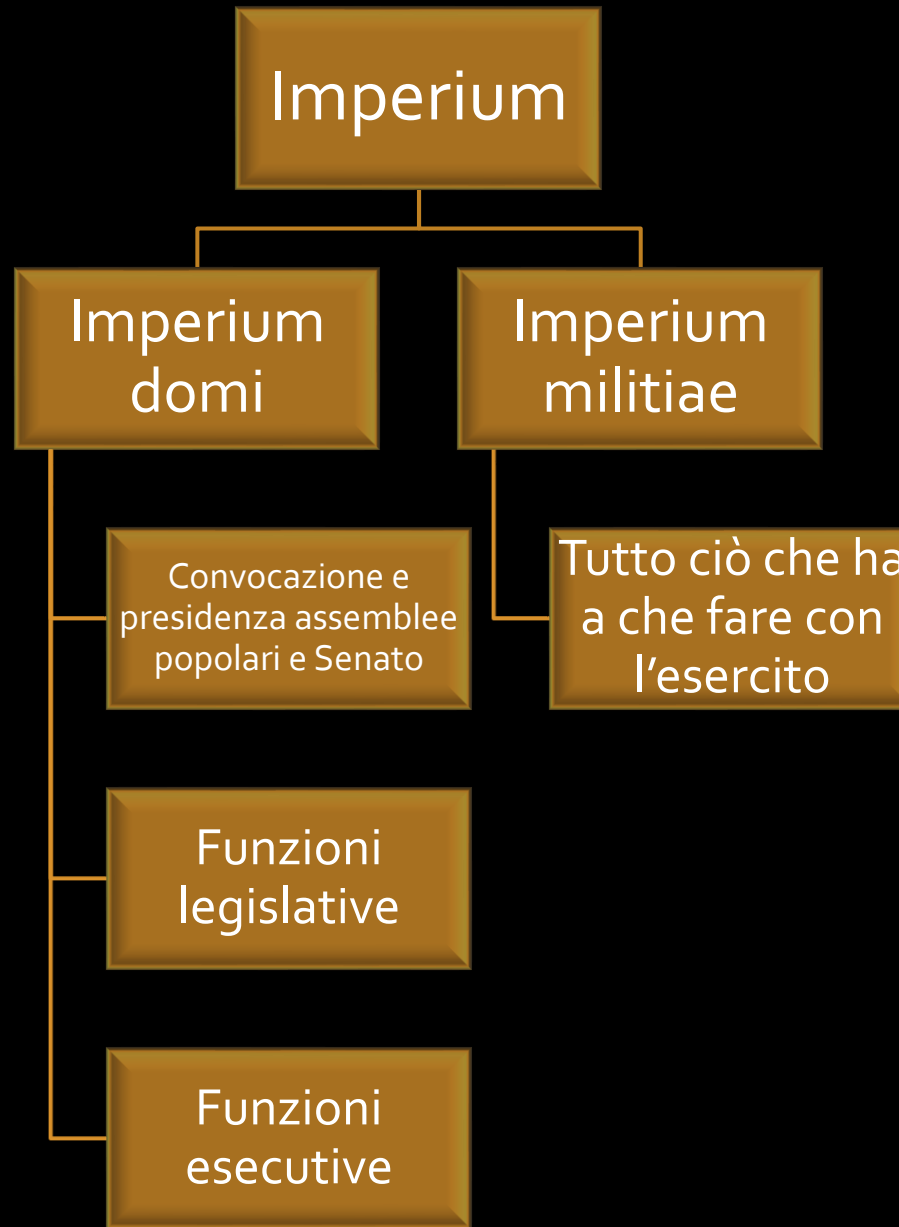 Imperium
Imperium
domi
Imperium
militiae
Convocazione e
presidenza assemblee
popolari e Senato
Tutto ciò che ha
a che fare con
l’esercito
Funzioni
legislative
Funzioni
esecutive